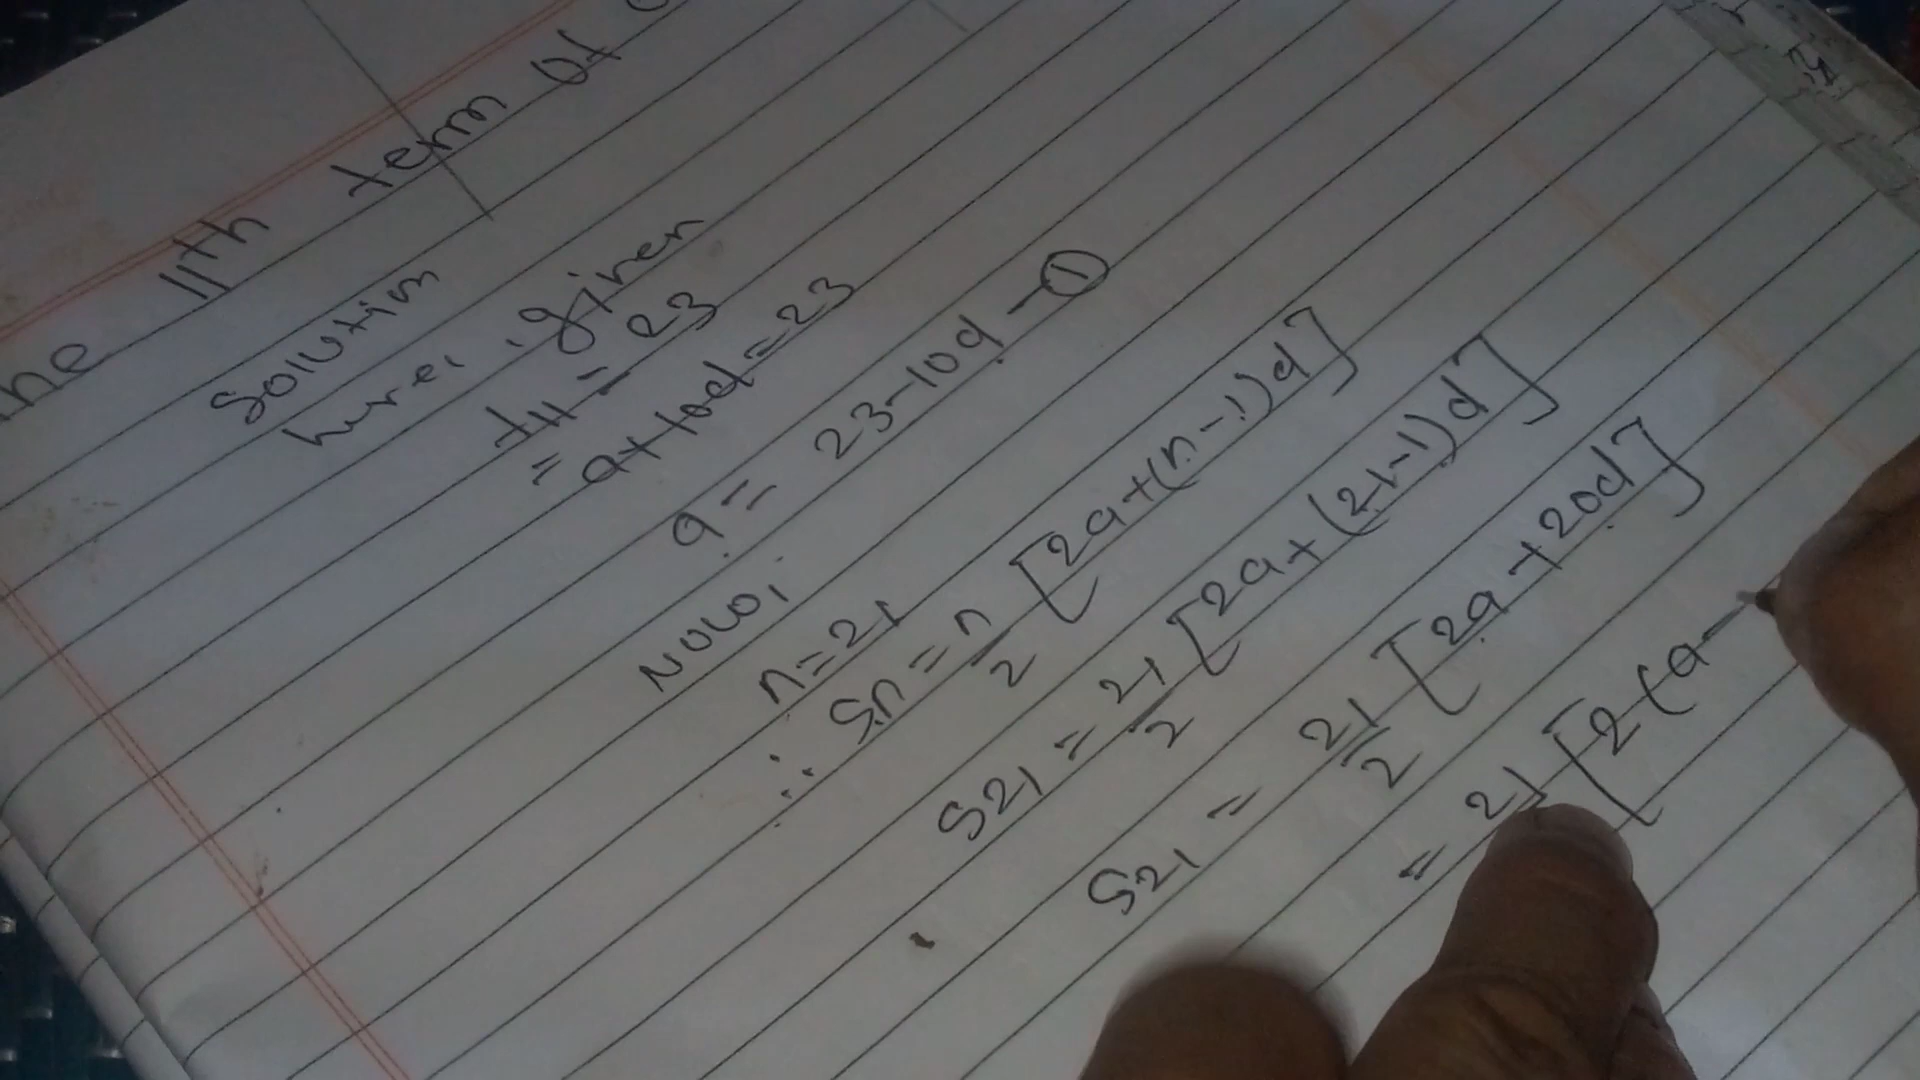 he 11th term of
Solution
here, given
t11 = 23
= a+10d=23
a = 23-10d - ①
Now,
n=21
∴ Sn = n/2 [2a+(n-1)d]
S21 = 21/2 [2a+(21-1)d]
S21 = 21/2 [2a+20d]
= 21 [2(a-